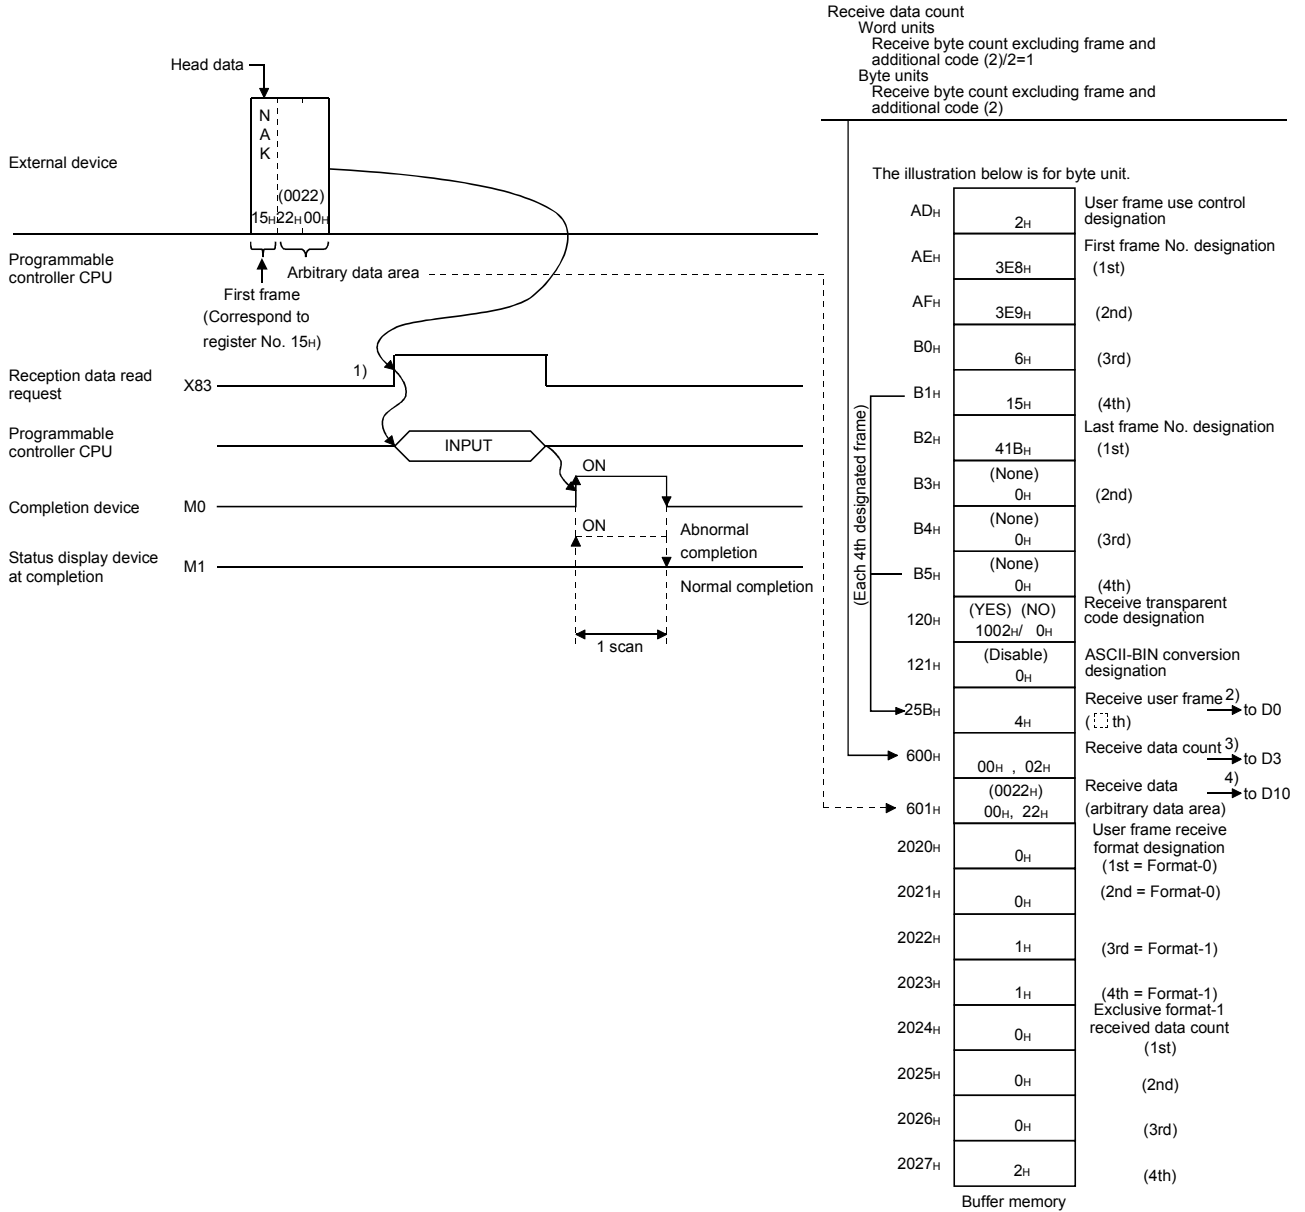 Receive data count
Word units
Receive byte count excluding frame and
additional code (2)/2=1
Byte units
Receive byte count excluding frame and
additional code (2)
Head data
N
A
K
(0022)
15H 22H 00H
External device
Programmable
controller CPU
Arbitrary data area
First frame
(Correspond to
register No. 15H)
1)
Reception data read
request
X83
Programmable
controller CPU
INPUT
ON
Completion device
M0
ON
Abnormal
completion
Status display device
at completion
M1
Normal completion
1 scan
The illustration below is for byte unit.
(Each 4th designated frame)
ADH 2H User frame use control
designation
AEH 3E8H First frame No. designation
(1st)
AFH 3E9H (2nd)
B0H 6H (3rd)
B1H 15H (4th)
B2H 41BH Last frame No. designation
(1st)
B3H (None)
0H (2nd)
B4H (None)
0H (3rd)
B5H (None)
0H (4th)
120H (YES) (NO) Receive transparent
1002H/ 0H code designation
121H (Disable) ASCII-BIN conversion
0H designation
25BH Receive user frame 2) to D0
4H ( th)
600H Receive data count 3) to D3
00H , 02H
601H (0022H) Receive data 4) to D10
00H, 22H (arbitrary data area)
2020H 0H User frame receive
format designation
(1st = Format-0)
2021H 0H (2nd = Format-0)
2022H 1H (3rd = Format-1)
2023H 1H (4th = Format-1)
2024H 0H Exclusive format-1
received data count
(1st)
2025H 0H (2nd)
2026H 0H (3rd)
2027H 2H (4th)
Buffer memory